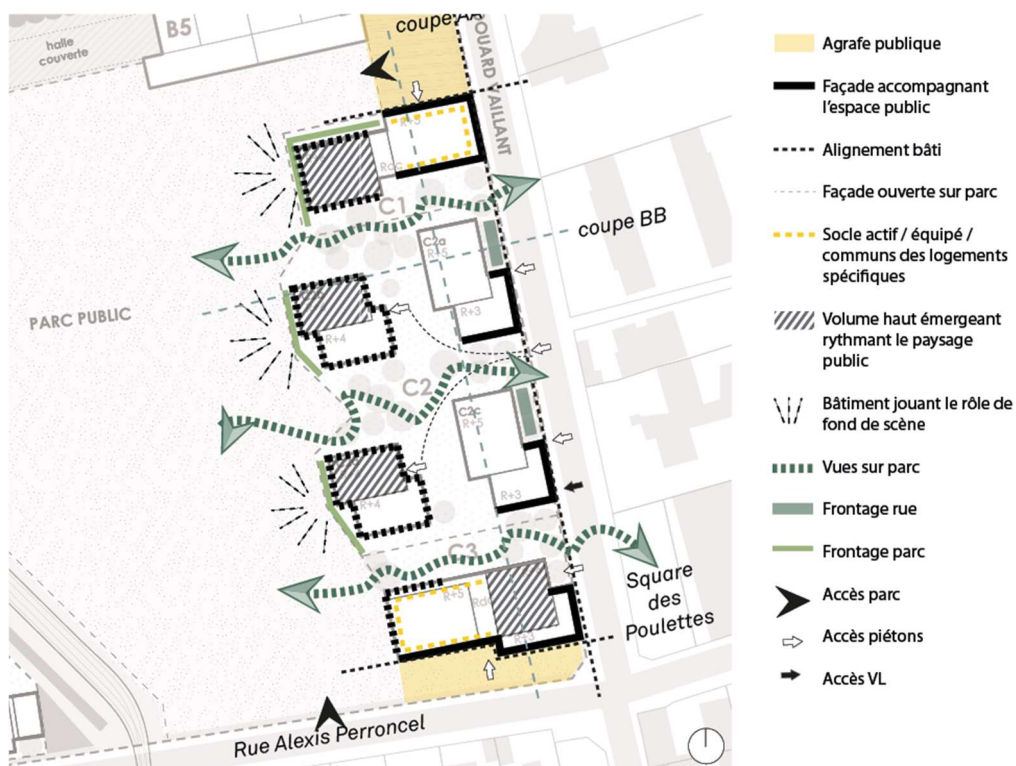 coupe AA
B5
halle
couverte
DOUARD VAILLANT
R+5
RdC
C1
coupe BB
C2a
R+5
PARC PUBLIC
R+3
R+4
C2
C2c
R+5
R+4
R+3
C3
R+5
R+3
Square
des
Poulettes
Rue Alexis Perroncel
Agrafe publique
Façade accompagnant
l'espace public
Alignement bâti
Façade ouverte sur parc
Socle actif / équipé /
communs des logements
spécifiques
Volume haut émergeant
rythmant le paysage
public
Bâtiment jouant le rôle de
fond de scène
Vues sur parc
Frontage rue
Frontage parc
Accès parc
Accès piétons
Accès VL